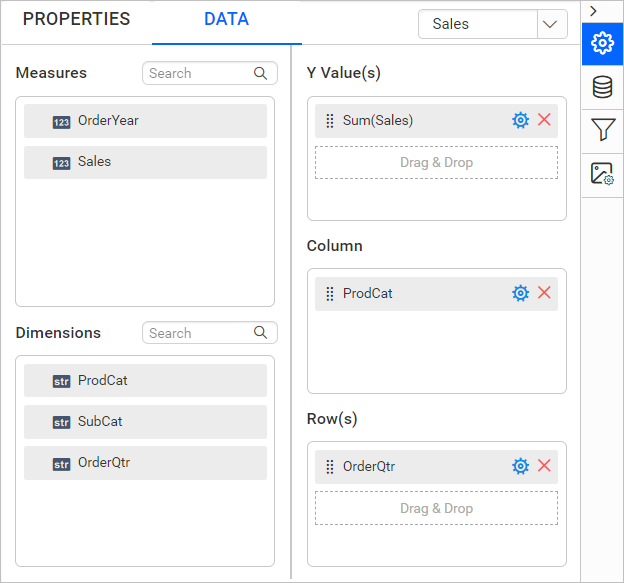 PROPERTIES
DATA
Sales
Measures
Search
123 OrderYear
123 Sales
Dimensions
Search
str ProdCat
str SubCat
str OrderQtr
Y Value(s)
Sum(Sales)
Drag & Drop
Column
ProdCat
Row(s)
OrderQtr
Drag & Drop